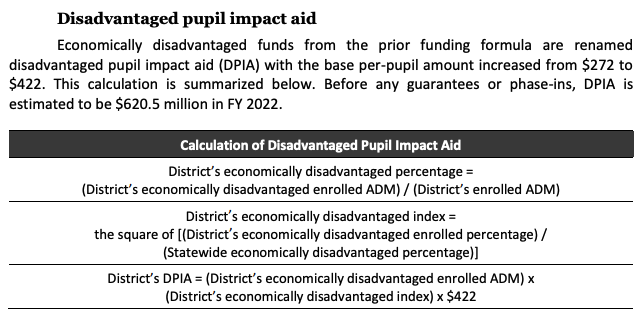 Disadvantaged pupil impact aid
Economically disadvantaged funds from the prior funding formula are renamed
disadvantaged pupil impact aid (DPIA) with the base per-pupil amount increased from $272 to
$422. This calculation is summarized below. Before any guarantees or phase-ins, DPIA is
estimated to be $620.5 million in FY 2022.
Calculation of Disadvantaged Pupil Impact Aid
District's economically disadvantaged percentage =
(District's economically disadvantaged enrolled ADM) / (District's enrolled ADM)
District's economically disadvantaged index =
the square of [(District's economically disadvantaged enrolled percentage) /
(Statewide economically disadvantaged percentage)]
District's DPIA = (District's economically disadvantaged enrolled ADM) x
(District's economically disadvantaged index) x $422